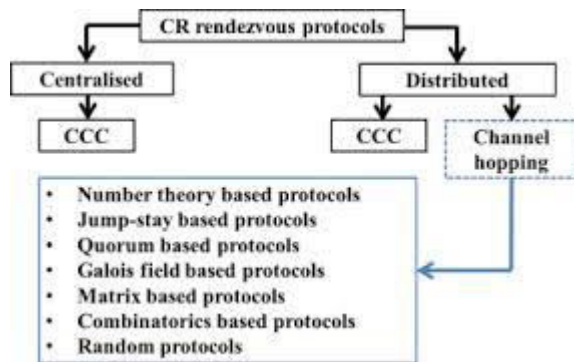 CR rendezvous protocols
Centralised
Distributed
CCC
CCC
Channel
hopping
• Number theory based protocols
• Jump-stay based protocols
• Quorum based protocols
• Galois field based protocols
• Matrix based protocols
• Combinatorics based protocols
• Random protocols